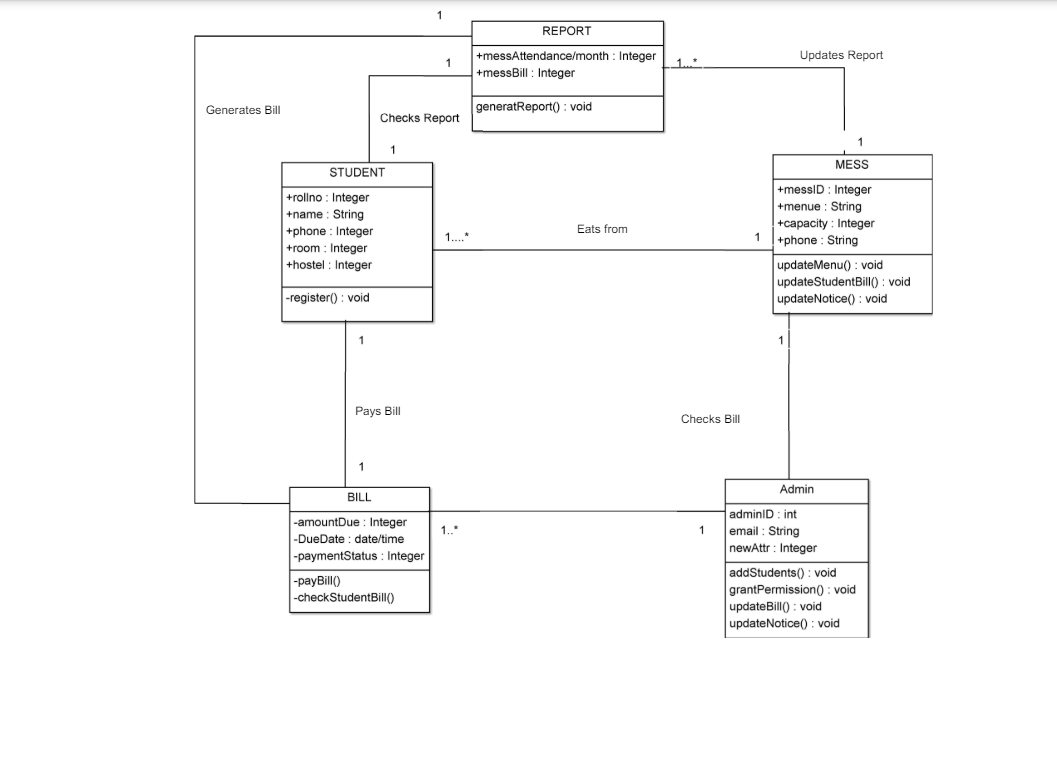 1
REPORT
+messAttendance/month : Integer
+messBill : Integer
generatReport() : void
1
1...*
Updates Report
Generates Bill
Checks Report
1
1
STUDENT
+rollno : Integer
+name : String
+phone : Integer
+room : Integer
+hostel : Integer
-register() : void
MESS
+messID : Integer
+menue : String
+capacity : Integer
+phone : String
updateMenu() : void
updateStudentBill() : void
updateNotice() : void
1....*
Eats from
1
1
1
Pays Bill
Checks Bill
1
BILL
-amountDue : Integer
-DueDate : date/time
-paymentStatus : Integer
-payBill()
-checkStudentBill()
1..*
1
Admin
adminID : int
email : String
newAttr : Integer
addStudents() : void
grantPermission() : void
updateBill() : void
updateNotice() : void